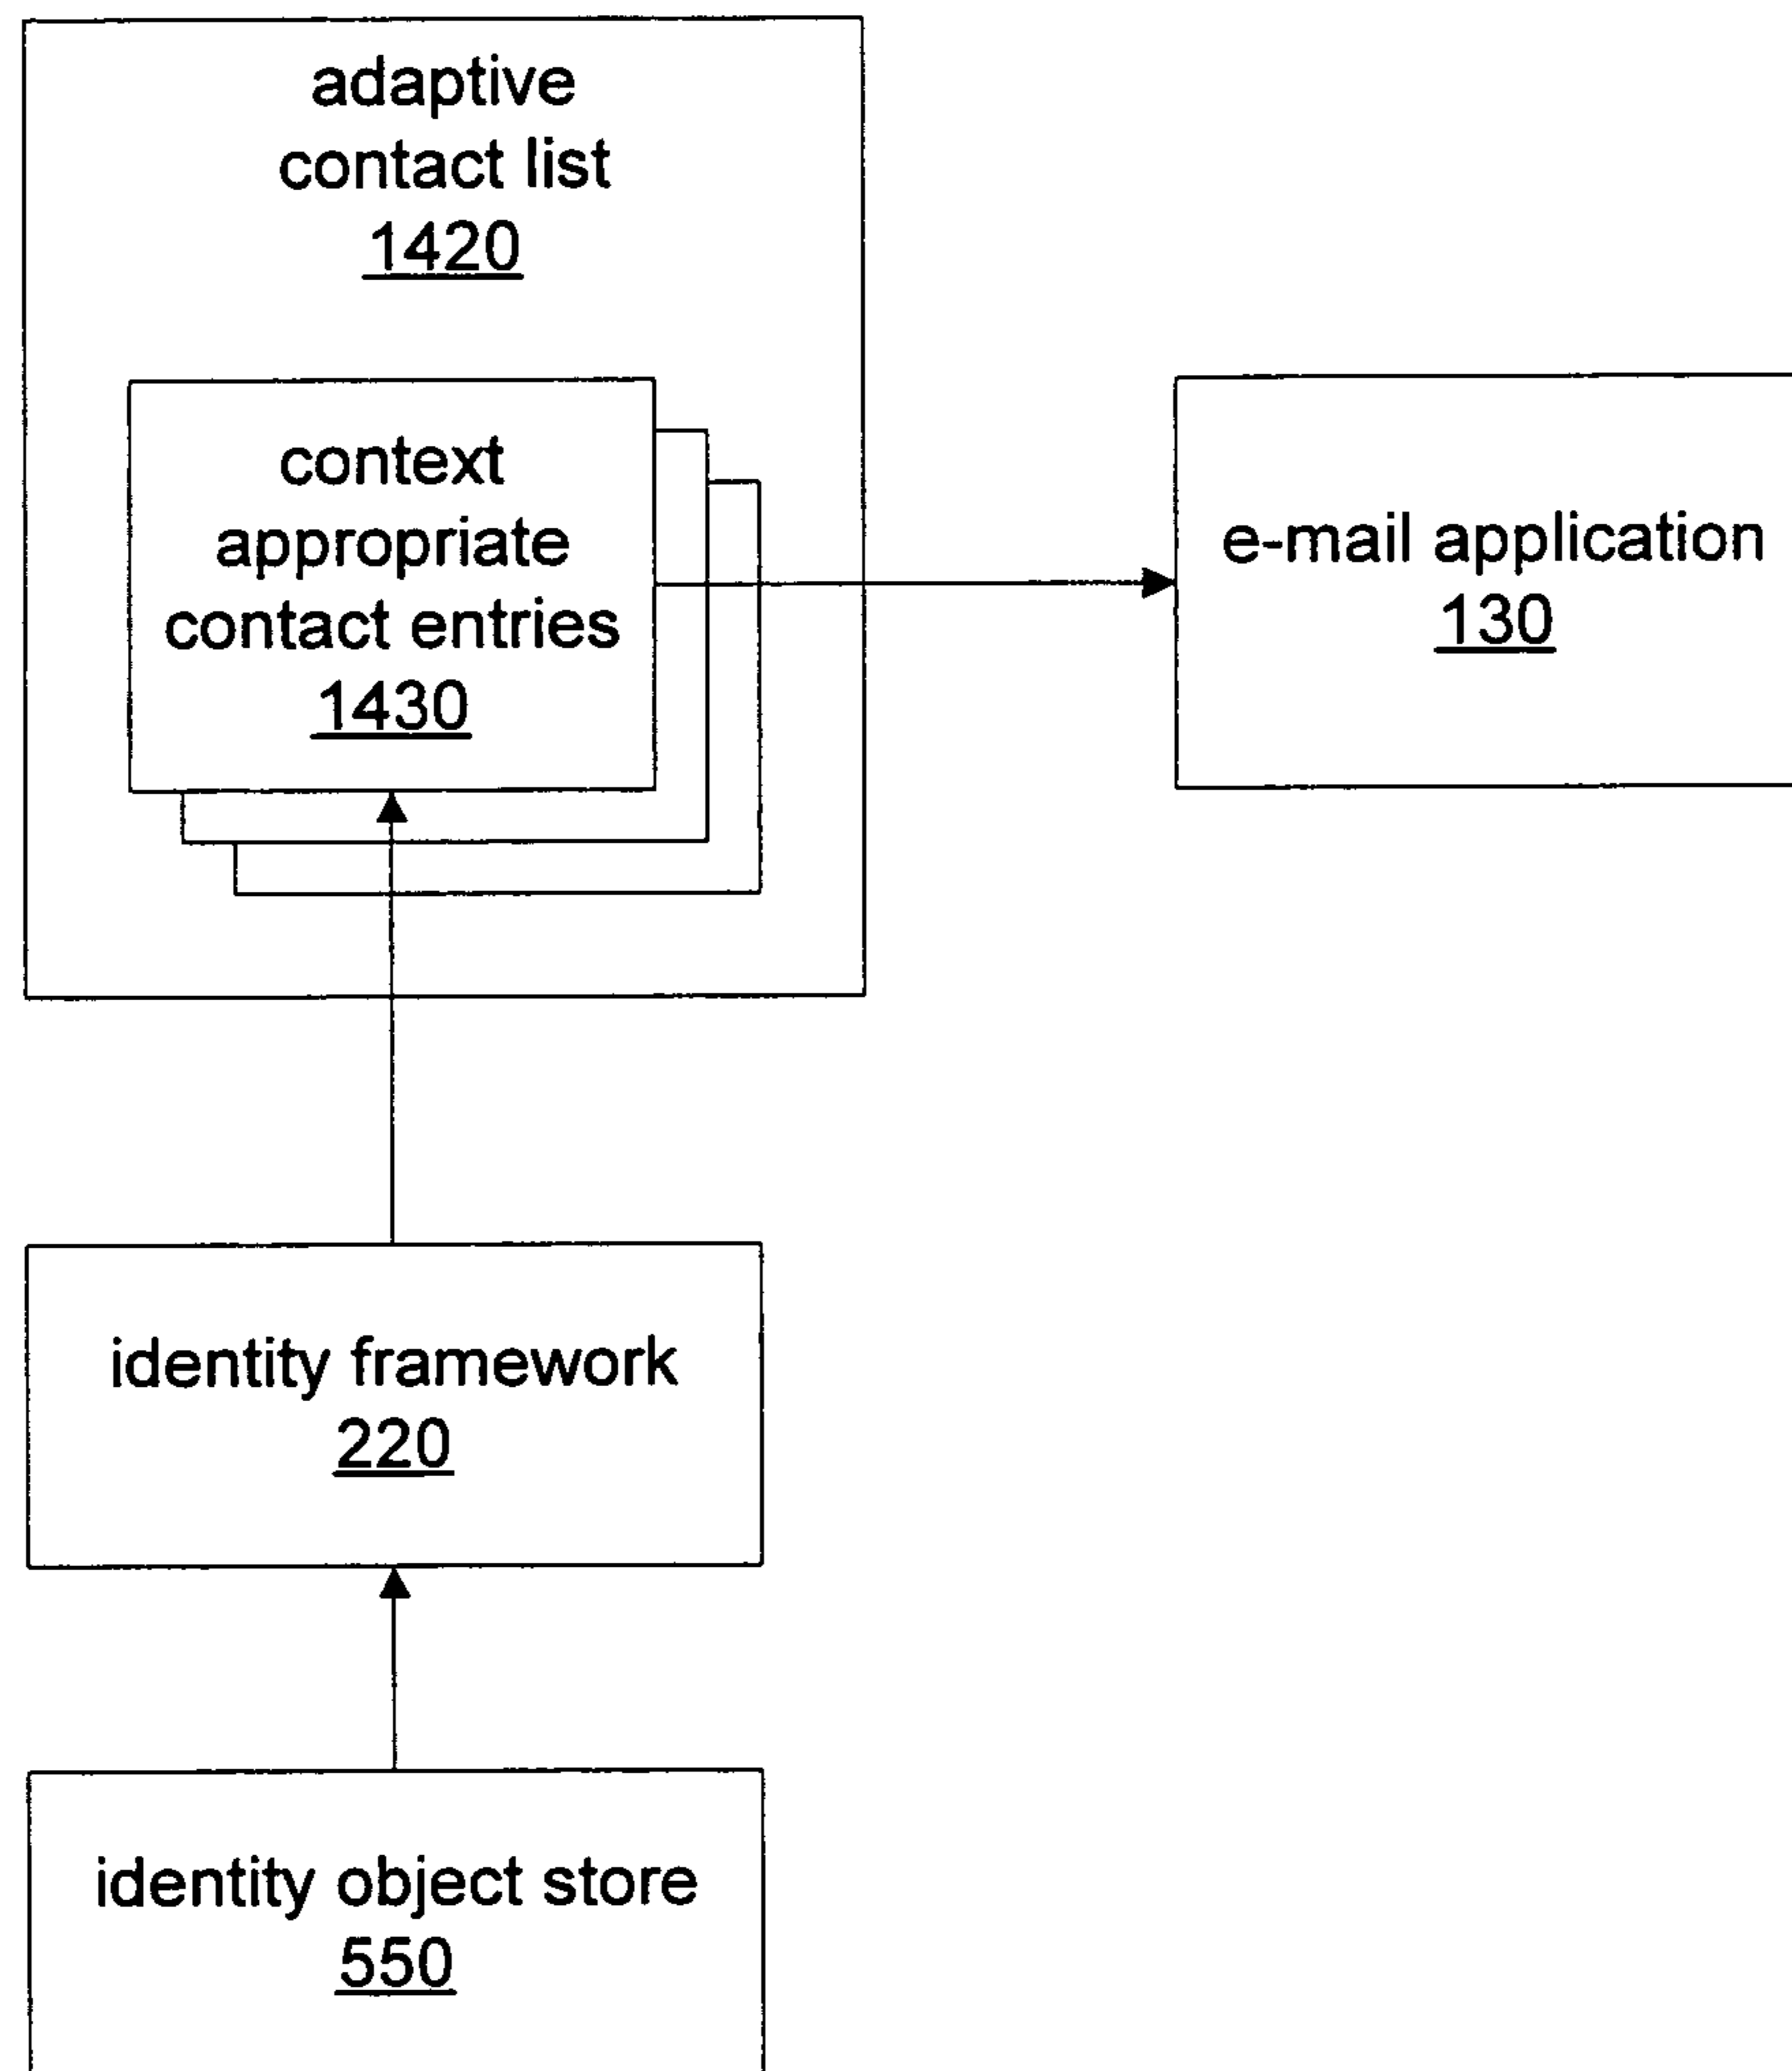 adaptive
contact list
1420
context
appropriate
contact entries
1430
e-mail application
130
identity framework
220
identity object store
550